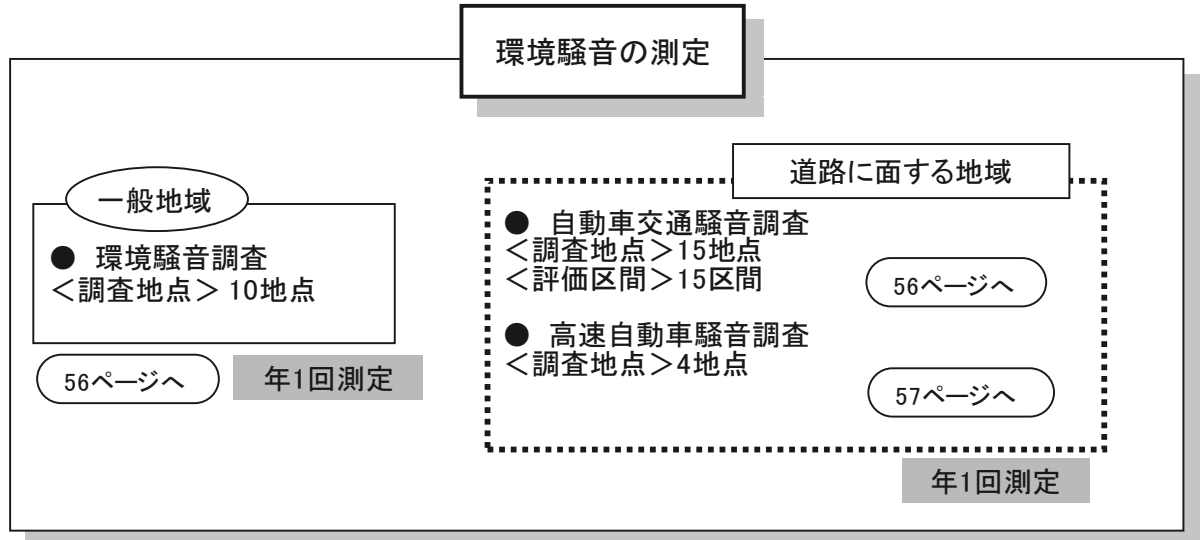 環境騒音の測定
一般地域
● 環境騒音調査
＜調査地点＞ 10地点
56ページへ
年1回測定
道路に面する地域
● 自動車交通騒音調査
＜調査地点＞15地点
＜評価区間＞15区間
56ページへ
● 高速自動車騒音調査
＜調査地点＞4地点
57ページへ
年1回測定